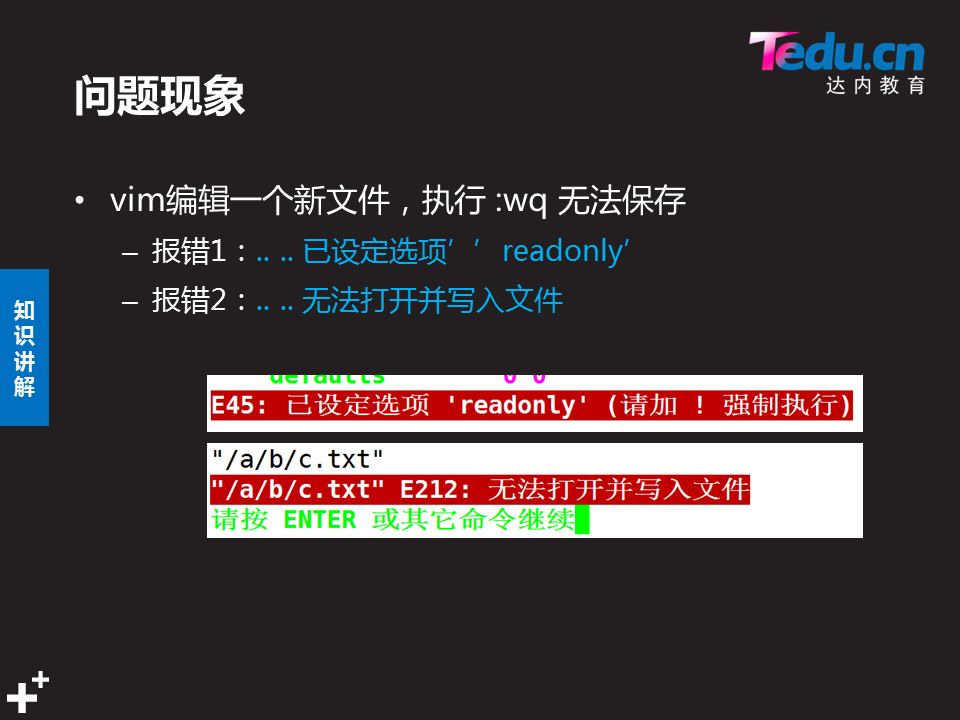 Tedu.cn
达内教育
问题现象
• vim编辑一个新文件，执行 :wq 无法保存
– 报错1：.. .. 已设定选项’ ’ readonly’
– 报错2：.. .. 无法打开并写入文件
知识讲解
defaults 0 0
E45: 已设定选项 'readonly' (请加 ! 强制执行)
"/a/b/c.txt"
"/a/b/c.txt" E212: 无法打开并写入文件
请按 ENTER 或其它命令继续